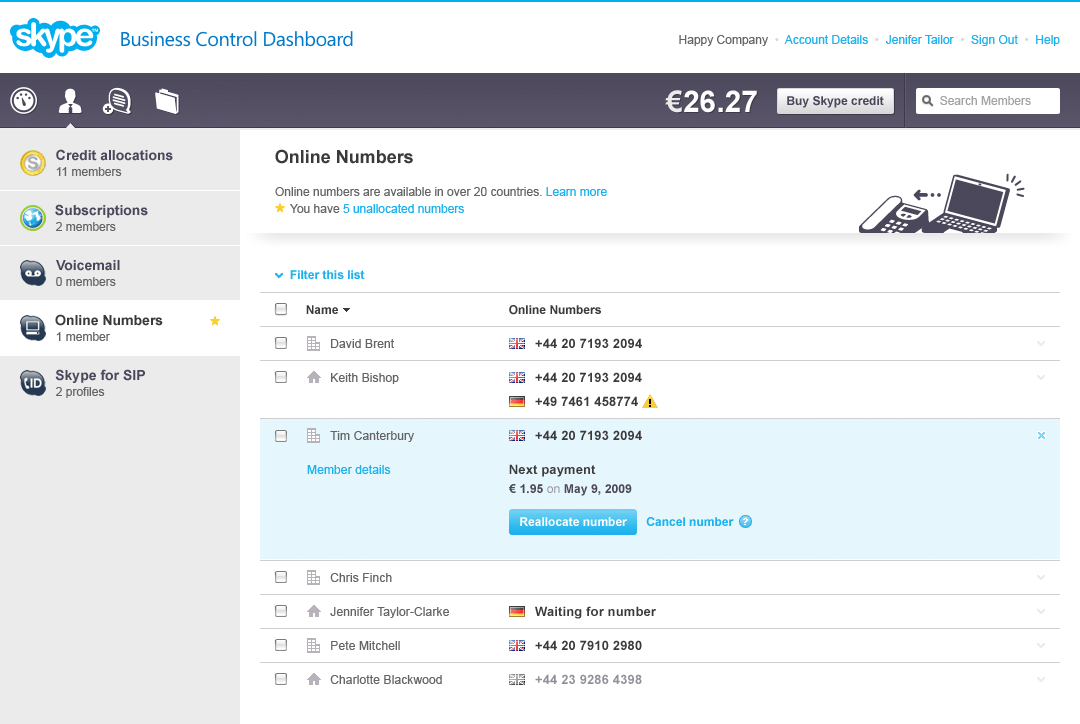 skype™ Business Control Dashboard
Happy Company • Account Details • Jenifer Tailor • Sign Out • Help
€26.27
Buy Skype credit
Search Members
Credit allocations
11 members
Subscriptions
2 members
Voicemail
0 members
Online Numbers
1 member
Skype for SIP
2 profiles
Online Numbers
Online numbers are available in over 20 countries. Learn more
You have 5 unallocated numbers
Filter this list
Name Online Numbers
David Brent +44 20 7193 2094
Keith Bishop +44 20 7193 2094
+49 7461 458774
Tim Canterbury +44 20 7193 2094
Member details Next payment
€ 1.95 on May 9, 2009
Reallocate number Cancel number ?
Chris Finch
Jennifer Taylor-Clarke Waiting for number
Pete Mitchell +44 20 7910 2980
Charlotte Blackwood +44 23 9286 4398